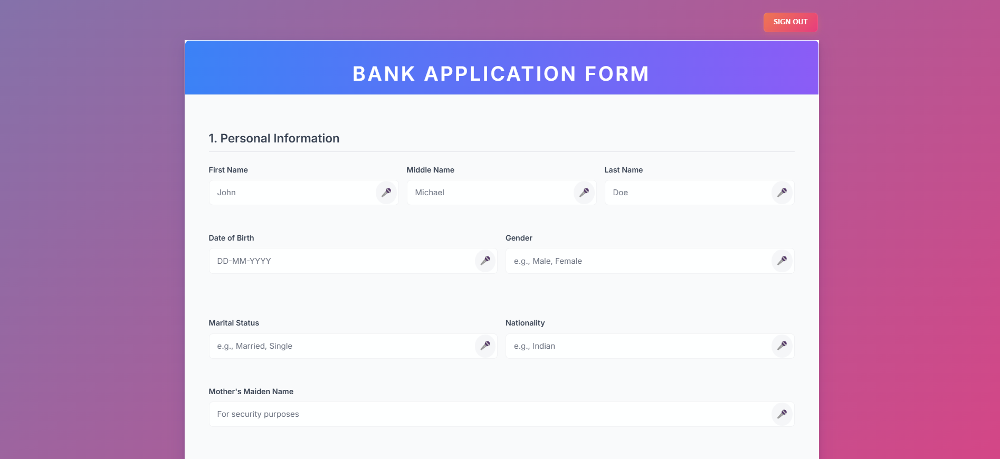 SIGN OUT
BANK APPLICATION FORM
1. Personal Information
First Name Middle Name Last Name
John Michael Doe
Date of Birth Gender
DD-MM-YYYY e.g., Male, Female
Marital Status Nationality
e.g., Married, Single e.g., Indian
Mother's Maiden Name
For security purposes